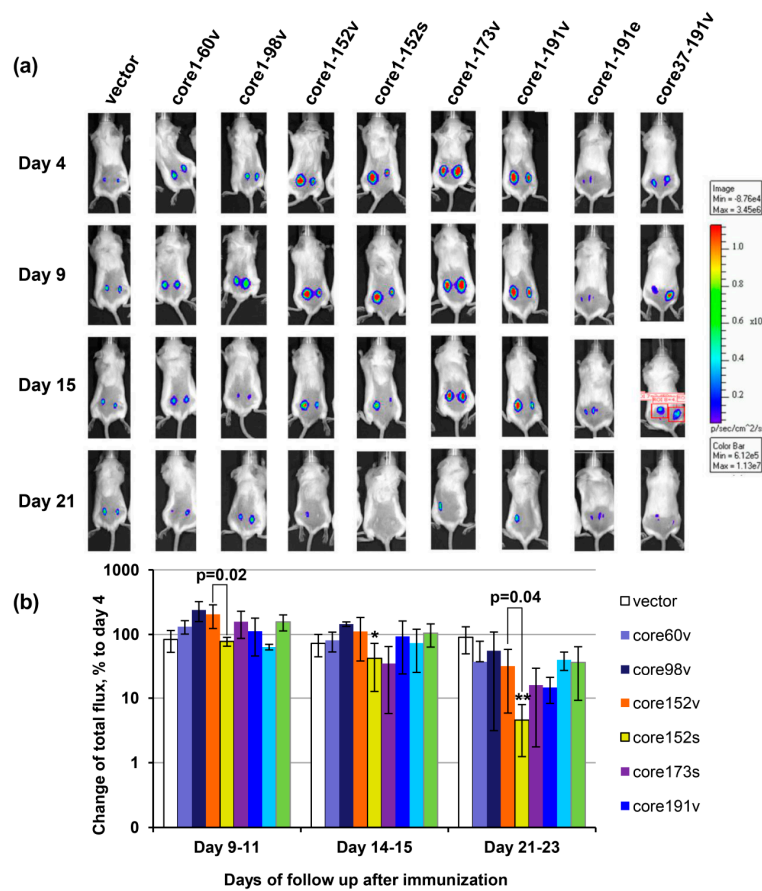 (a)
vector
core1-60v
core1-98v
core1-152v
core1-152s
core1-173v
core1-191v
core1-191e
core37-191v
Day 4
Day 9
Day 15
Day 21
Image
Min = -8.76e4
Max = 3.45e6
1.0
0.8
x10
0.6
0.4
0.2
p/sec/cm^2/s
Color Bar
Min = 6.12e5
Max = 1.13e7
(b)
Change of total flux, % to day 4
1000
100
10
1
0
p=0.02
*
p=0.04
**
Day 9-11
Day 14-15
Day 21-23
Days of follow up after immunization
vector
core60v
core98v
core152v
core152s
core173s
core191v